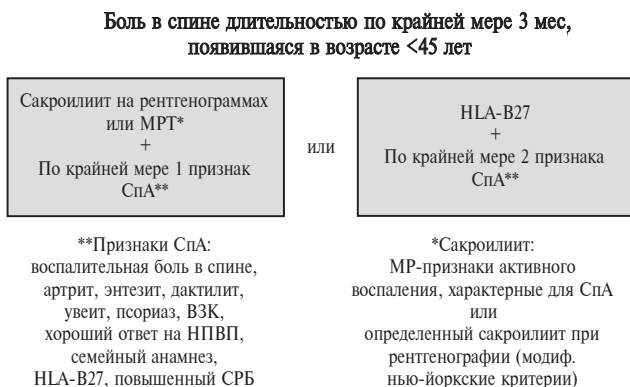 Боль в спине длительностью по крайней мере 3 мес,
появившаяся в возрасте <45 лет
Сакроилиит на рентгенограммах
или МРТ*
+
По крайней мере 1 признак
СпА**
или
HLA-B27
+
По крайней мере 2 признака
СпА**
**Признаки СпА:
воспалительная боль в спине,
артрит, энтезит, дактилит,
увеит, псориаз, ВЗК,
хороший ответ на НПВП,
семейный анамнез,
HLA-B27, повышенный СРБ
*Сакроилиит:
МР-признаки активного
воспаления, характерные для СпА
или
определенный сакроилиит при
рентгенографии (модиф.
нью-йоркские критерии)